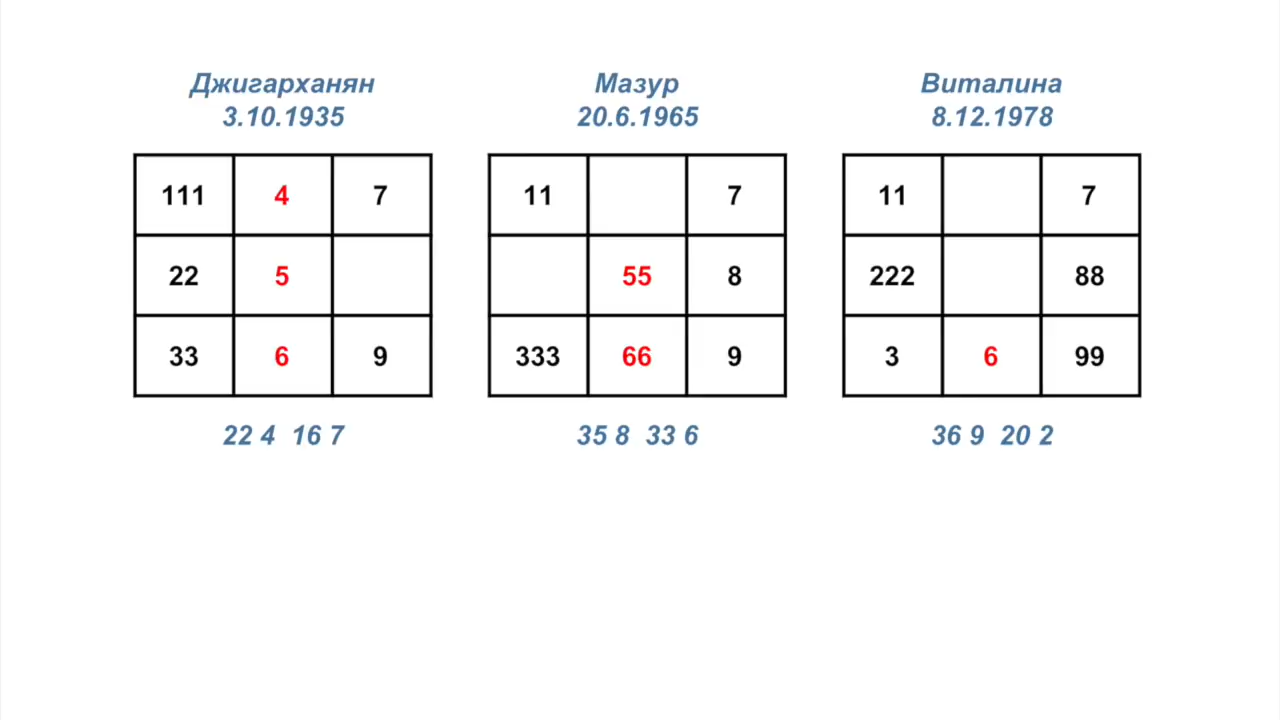 Джигарханян
3.10.1935
111 4 7
22 5
33 6 9
22 4 16 7
Мазур
20.6.1965
11 7
55 8
333 66 9
35 8 33 6
Виталина
8.12.1978
11 7
222 88
3 6 99
36 9 20 2